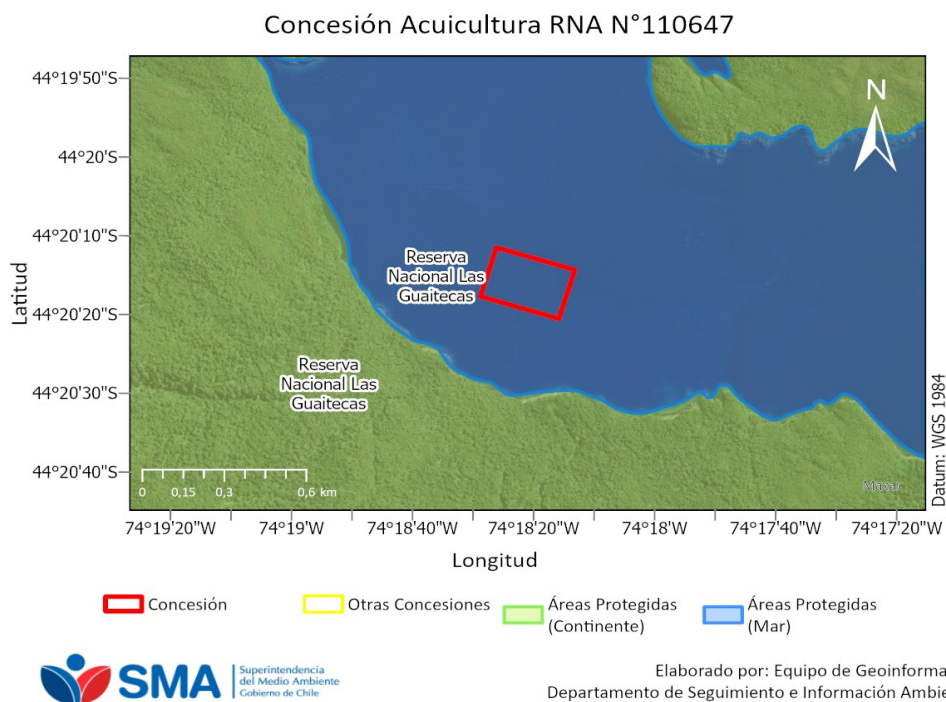 Concesión Acuicultura RNA N°110647
44°19'50"S
44°20'S
44°20'10"S
44°20'20"S
44°20'30"S
44°20'40"S
Latitud
N
Reserva
Nacional Las
Guaitecas
Reserva
Nacional Las
Guaitecas
0 0,15 0,3 0,6 km
Maxar
Datum: WGS 1984
74°19'20"W 74°19'W 74°18'40"W 74°18'20"W 74°18'W 74°17'40"W 74°17'20"W
Longitud
Concesión Otras Concesiones Áreas Protegidas Áreas Protegidas
(Continente) (Mar)
SMA
Superintendencia
del Medio Ambiente
Gobierno de Chile
Elaborado por: Equipo de Geoinforma
Departamento de Seguimiento e Información Ambie